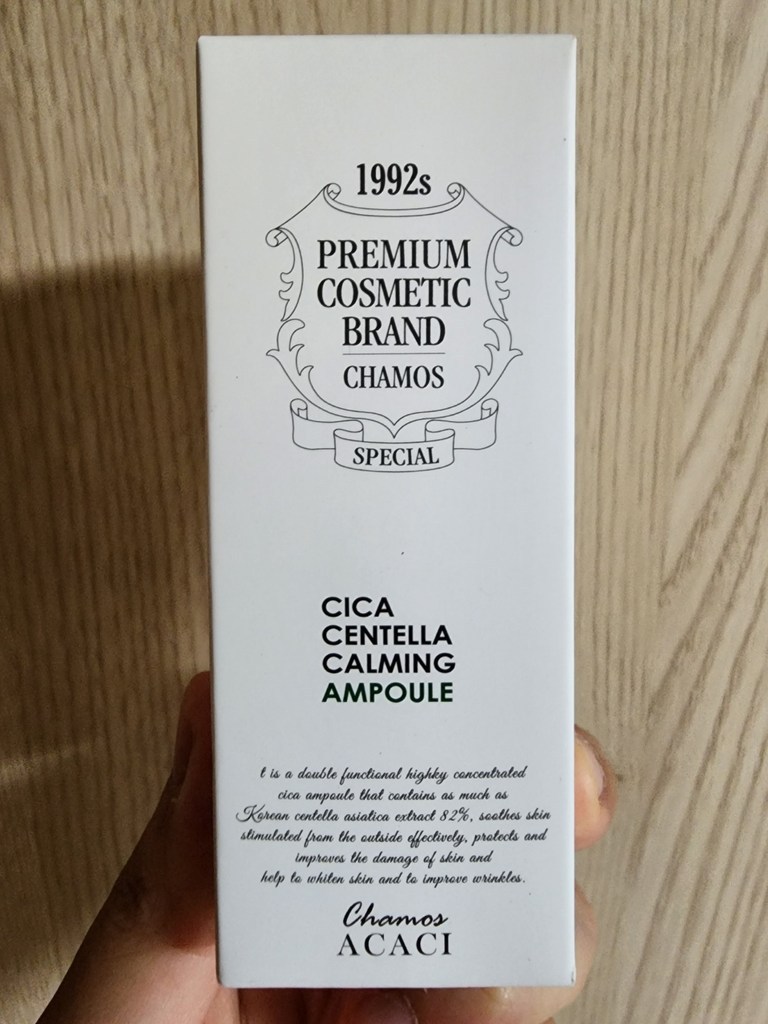 1992s
PREMIUM
COSMETIC
BRAND
CHAMOS
SPECIAL
CICA
CENTELLA
CALMING
AMPOULE
t is a double functional highky concentrated
cica ampoule that contains as much as
Korean centella asiatica extract 82%, soothes skin
stimulated from the outside effectively, protects and
improves the damage of skin and
help to whiten skin and to improve wrinkles.
Chamos
ACACI